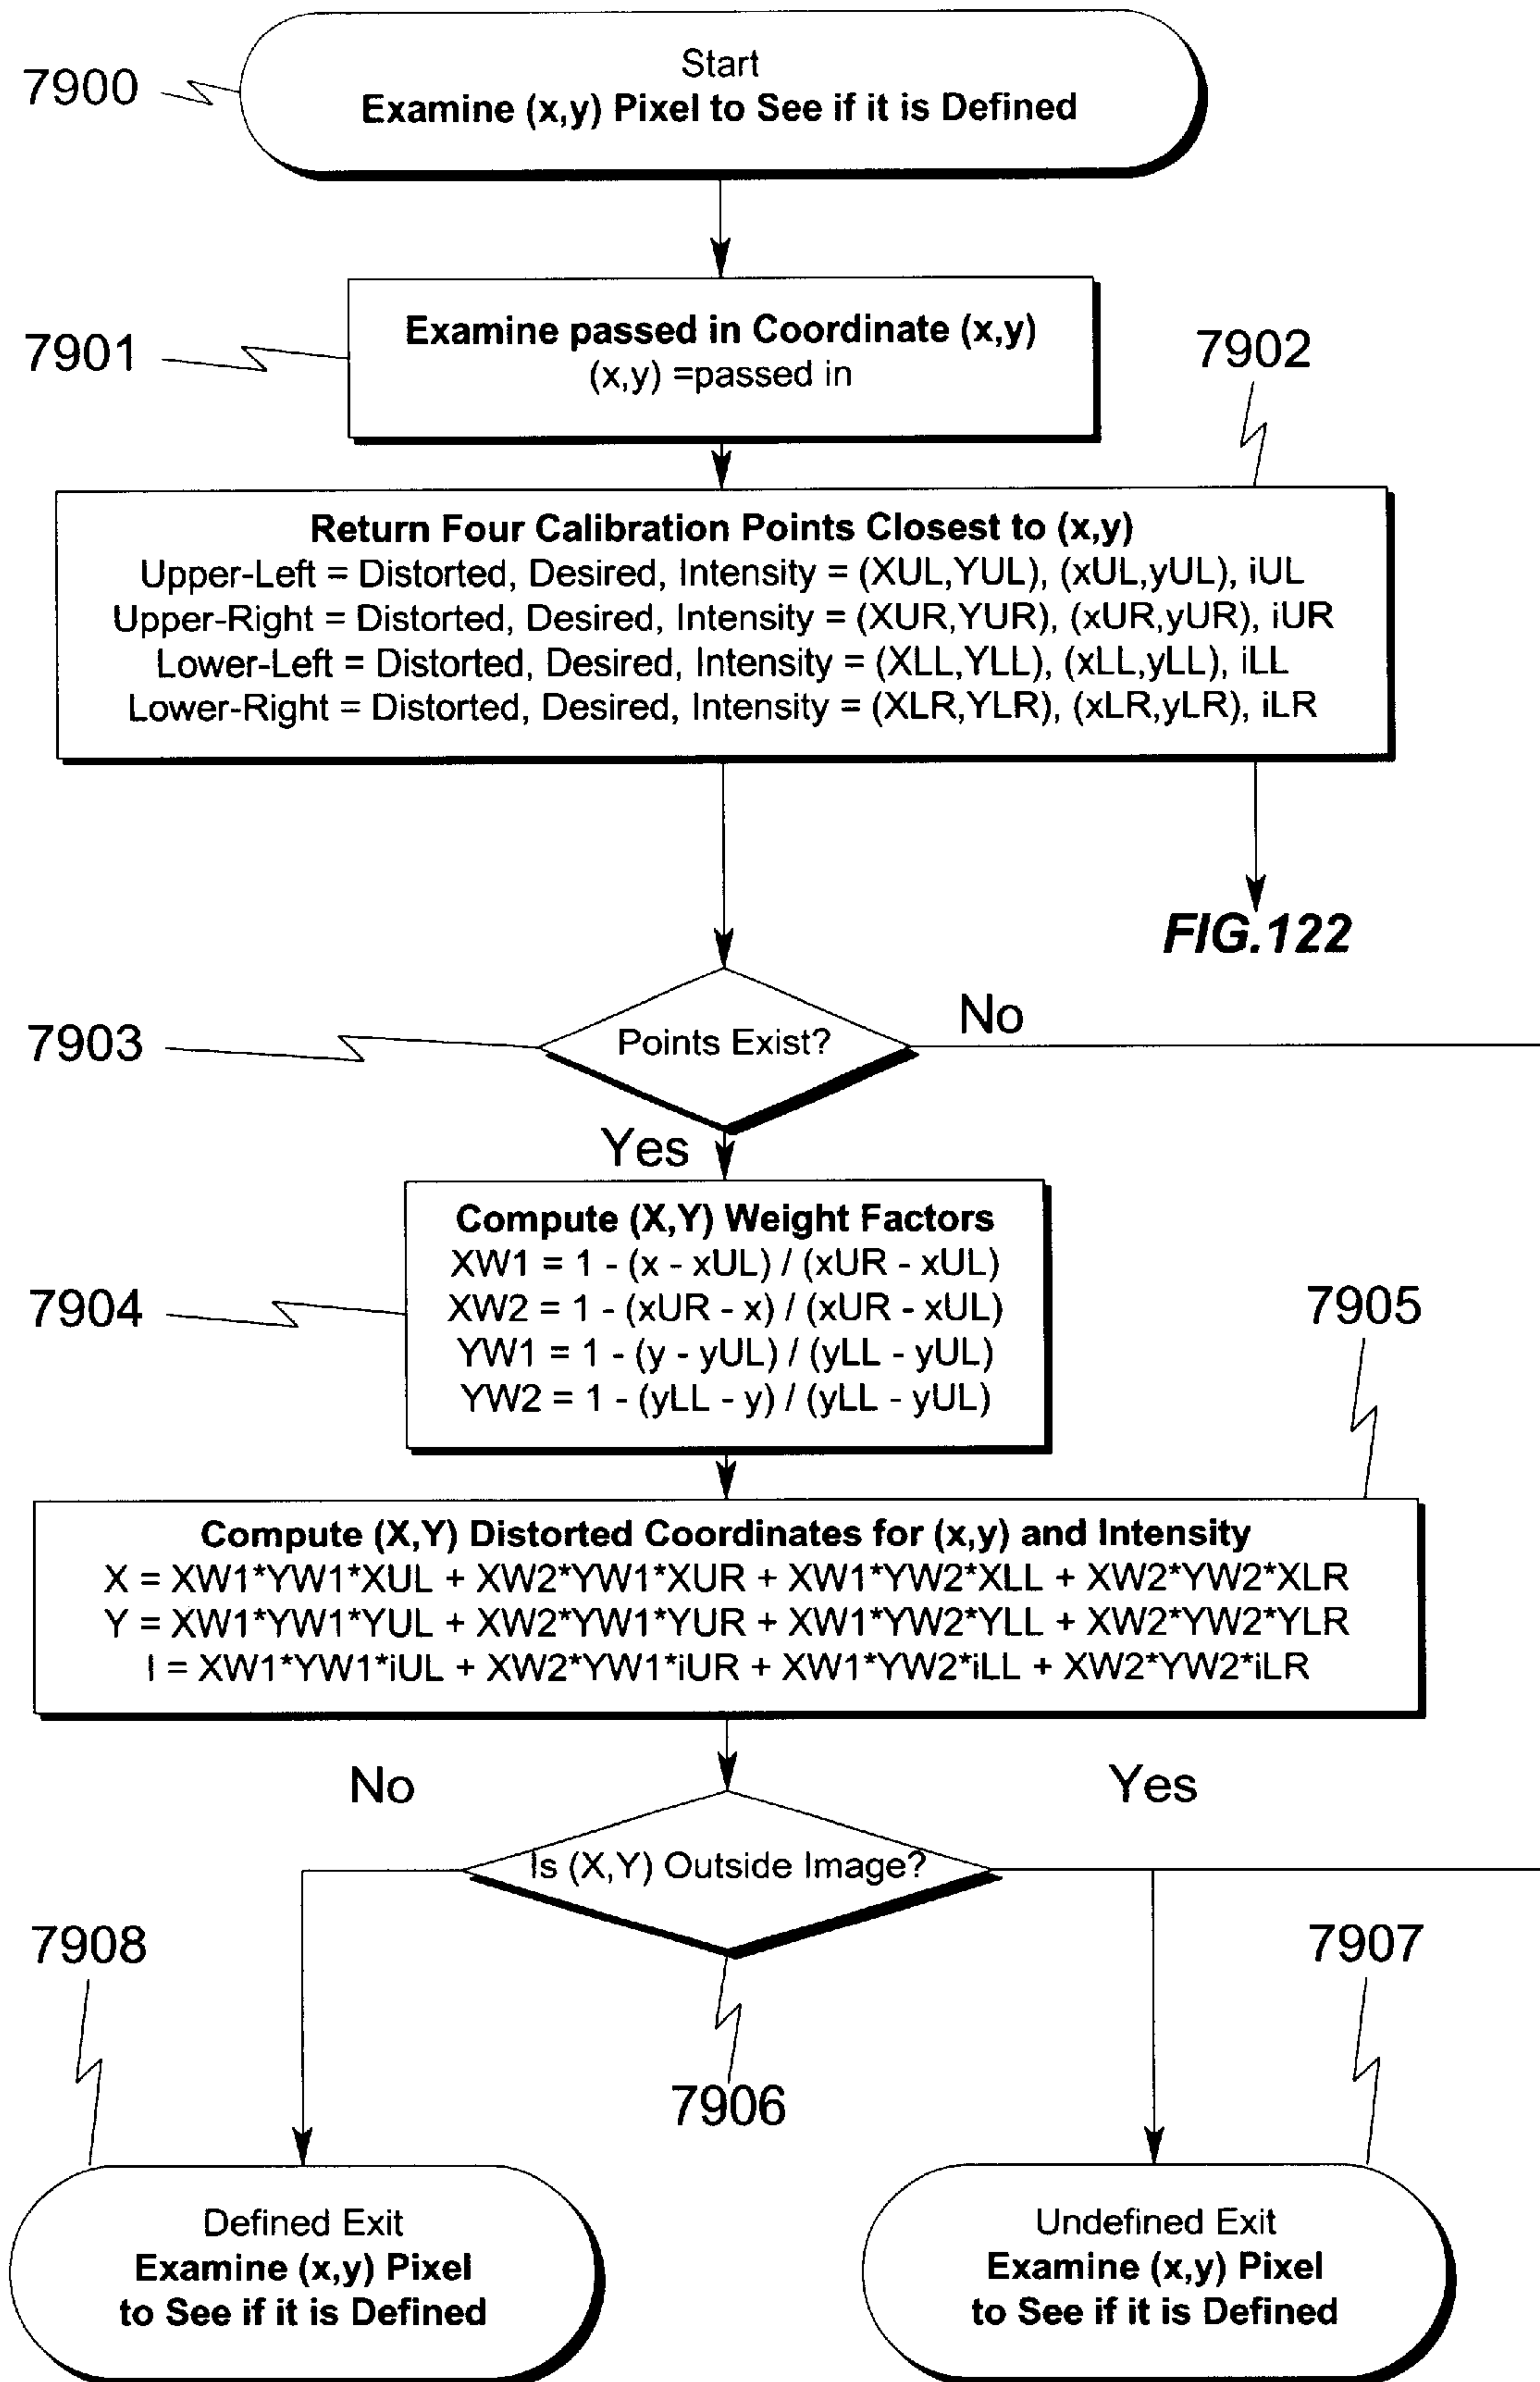 7900
Start
Examine (x,y) Pixel to See if it is Defined
7901
Examine passed in Coordinate (x,y)
(x,y) =passed in
7902
Return Four Calibration Points Closest to (x,y)
Upper-Left = Distorted, Desired, Intensity = (XUL,YUL), (xUL,yUL), iUL
Upper-Right = Distorted, Desired, Intensity = (XUR,YUR), (xUR,yUR), iUR
Lower-Left = Distorted, Desired, Intensity = (XLL,YLL), (xLL,yLL), iLL
Lower-Right = Distorted, Desired, Intensity = (XLR,YLR), (xLR,yLR), iLR
FIG.122
7903
Points Exist?
No
Yes
7904
Compute (X,Y) Weight Factors
XW1 = 1 - (x - xUL) / (xUR - xUL)
XW2 = 1 - (xUR - x) / (xUR - xUL)
YW1 = 1 - (y - yUL) / (yLL - yUL)
YW2 = 1 - (yLL - y) / (yLL - yUL)
7905
Compute (X,Y) Distorted Coordinates for (x,y) and Intensity
X = XW1*YW1*XUL + XW2*YW1*XUR + XW1*YW2*XLL + XW2*YW2*XLR
Y = XW1*YW1*YUL + XW2*YW1*YUR + XW1*YW2*YLL + XW2*YW2*YLR
I = XW1*YW1*iUL + XW2*YW1*iUR + XW1*YW2*iLL + XW2*YW2*iLR
No
Yes
Is (X,Y) Outside Image?
7908
7907
7906
Defined Exit
Examine (x,y) Pixel
to See if it is Defined
Undefined Exit
Examine (x,y) Pixel
to See if it is Defined